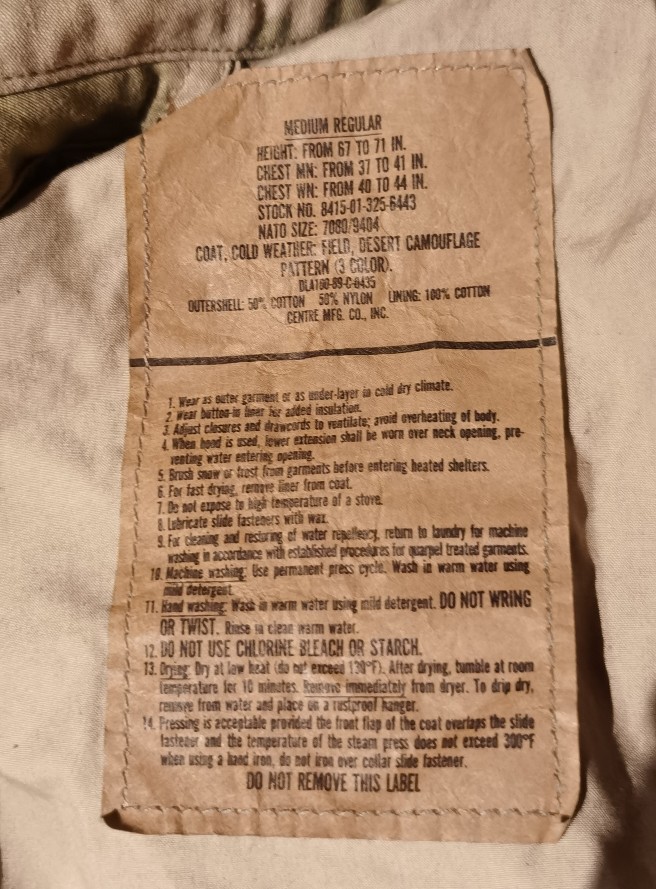 MEDIUM REGULAR
HEIGHT: FROM 67 TO 71 IN.
CHEST MN: FROM 37 TO 41 IN.
CHEST WN: FROM 40 TO 44 IN.
STOCK NO. 8415-01-325-6443
NATO SIZE: 7080/9404
COAT, COLD WEATHER: FIELD, DESERT CAMOUFLAGE
PATTERN (3 COLOR).
DLA100-89-C-0435
OUTERSHELL: 50% COTTON 50% NYLON LINING: 100% COTTON
CENTRE MFG. CO., INC.
1. Wear as outer garment or as under-layer in cold dry climate.
2. Wear button-in liner for added insulation.
3. Adjust closures and drawcords to ventilate; avoid overheating of body.
4. When hood is used, lower extension shall be worn over neck opening, pre-
venting water entering opening.
5. Brush snow or frost from garments before entering heated shelters.
6. For fast drying, remove liner from coat.
7. Do not expose to high temperature of a stove.
8. Lubricate slide fasteners with wax.
9. For cleaning and restoring of water repellency, return to laundry for machine
washing in accordance with established procedures for quarpel treated garments.
10. Machine washing: Use permanent press cycle. Wash in warm water using
mild detergent.
11. Hand washing: Wash in warm water using mild detergent. DO NOT WRING
OR TWIST. Rinse in clean warm water.
12. DO NOT USE CHLORINE BLEACH OR STARCH.
13. Drying: Dry at low heat (do not exceed 130°F). After drying, tumble at room
temperature for 10 minutes. Remove immediately from dryer. To drip dry,
remove from water and place on a rustproof hanger.
14. Pressing is acceptable provided the front flap of the coat overlaps the slide
fastener and the temperature of the steam press does not exceed 300°F
when using a hand iron, do not iron over collar slide fastener.
DO NOT REMOVE THIS LABEL